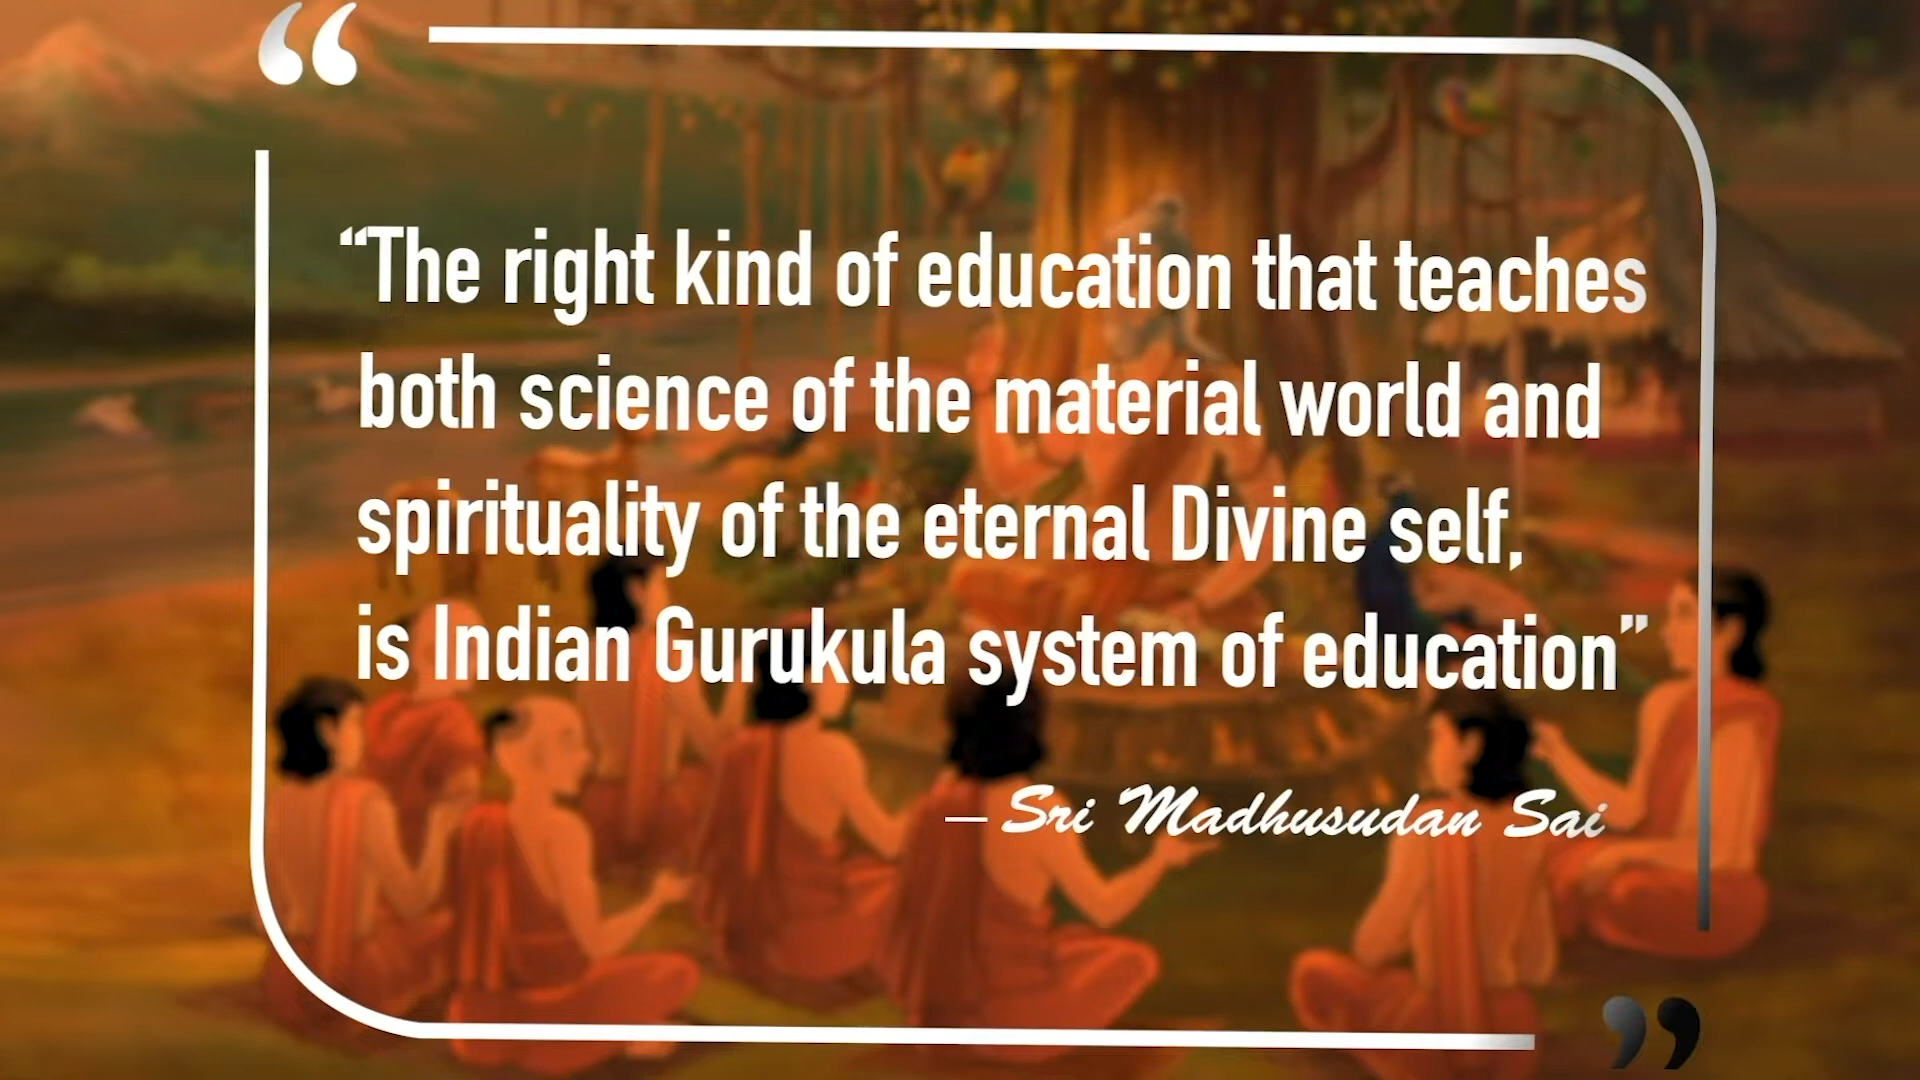 “The right kind of education that teaches
both science of the material world and
spirituality of the eternal Divine self,
is Indian Gurukula system of education”
– Sri Madhusudan Sai